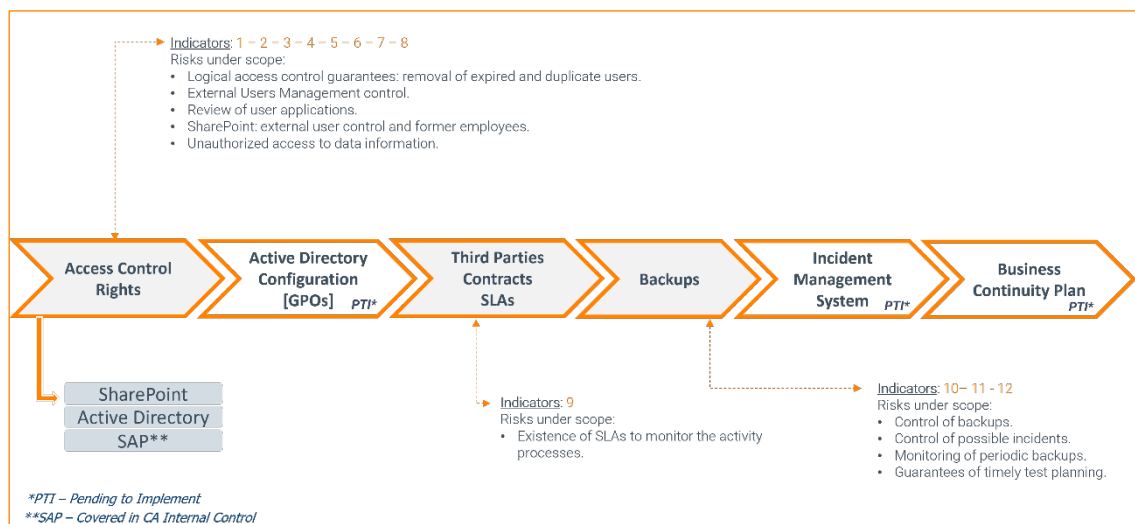 Indicators: 1 – 2 – 3 – 4 – 5 – 6 – 7 – 8
Risks under scope:
• Logical access control guarantees: removal of expired and duplicate users.
• External Users Management control.
• Review of user applications.
• SharePoint: external user control and former employees.
• Unauthorized access to data information.
Access Control
Rights
Active Directory
Configuration
[GPOs]
PTI*
Third Parties
Contracts
SLAs
Backups
Incident
Management
System
PTI*
Business
Continuity Plan
PTI*
SharePoint
Active Directory
SAP**
Indicators: 9
Risks under scope:
• Existence of SLAs to monitor the activity
processes.
Indicators: 10– 11 - 12
Risks under scope:
• Control of backups.
• Control of possible incidents.
• Monitoring of periodic backups.
• Guarantees of timely test planning.
*PTI – Pending to Implement
**SAP – Covered in CA Internal Control